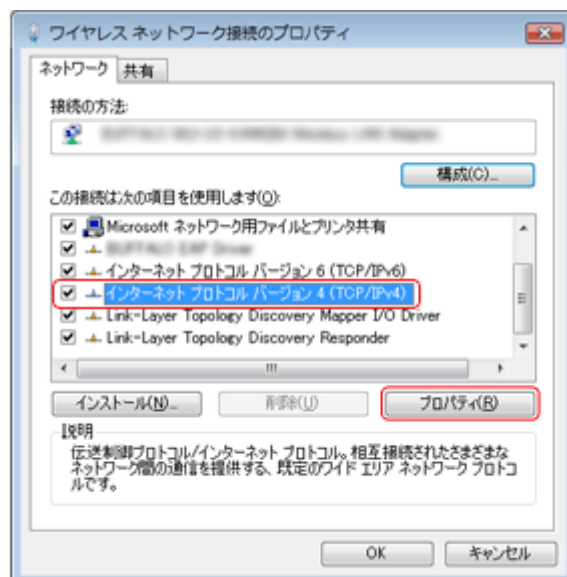 ワイヤレス ネットワーク接続のプロパティ
ネットワーク
共有
接続の方法:
構成(C)...
この接続は次の項目を使用します(O):
Microsoft ネットワーク用ファイルとプリンタ共有
インターネット プロトコル バージョン 6 (TCP/IPv6)
インターネット プロトコル バージョン 4 (TCP/IPv4)
Link-Layer Topology Discovery Mapper I/O Driver
Link-Layer Topology Discovery Responder
インストール(N)...
削除(U)
プロパティ(R)
説明
伝送制御プロトコル/インターネット プロトコル。相互接続されたさまざまな
ネットワーク間の通信を提供する、既定のワイド エリア ネットワーク プロトコ
ルです。
OK
キャンセル